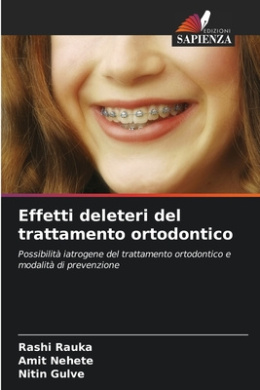 EDIZIONI
SAPIENZA
Effetti deleteri del
trattamento ortodontico
Possibilità iatrogene del trattamento ortodontico e
modalità di prevenzione
Rashi Rauka
Amit Nehete
Nitin Gulve